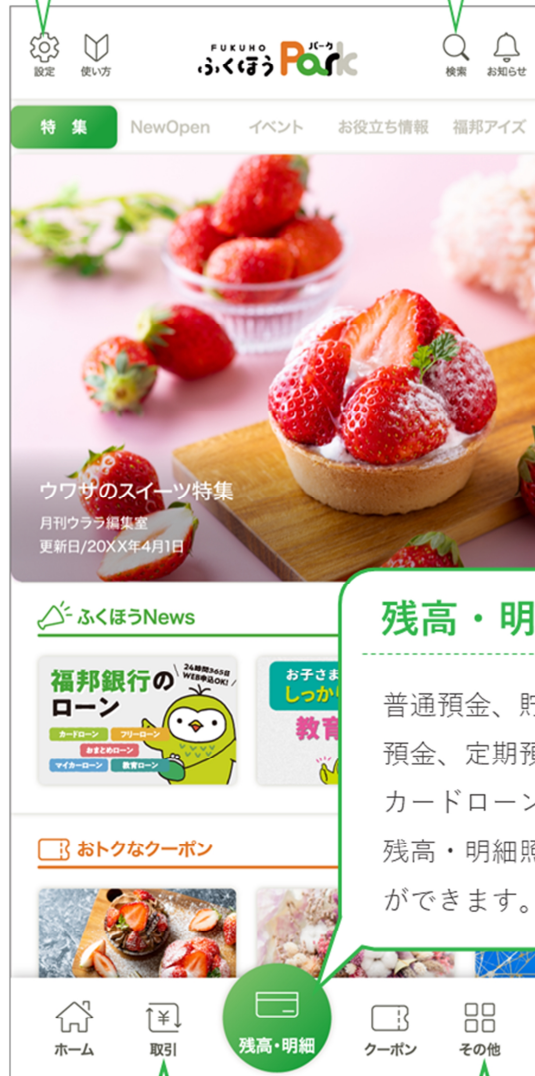 設定
使い方
FUKUHO
ふくほう
パーク
Park
検索
お知らせ
特 集
NewOpen
イベント
お役立ち情報
福邦アイズ
ウワサのスイーツ特集
月刊ウララ編集室
更新日/20XX年4月1日
ふくほうNews
福邦銀行の
ローン
24時間365日
WEB申込OK!
カードローン
フリーローン
おまとめローン
マイカーローン
教育ローン
お子さま
しっか
教育
残高・明
普通預金、貯
預金、定期預
カードローン
残高・明細照
ができます。
おトクなクーポン
ホーム
取引
残高・明細
クーポン
その他